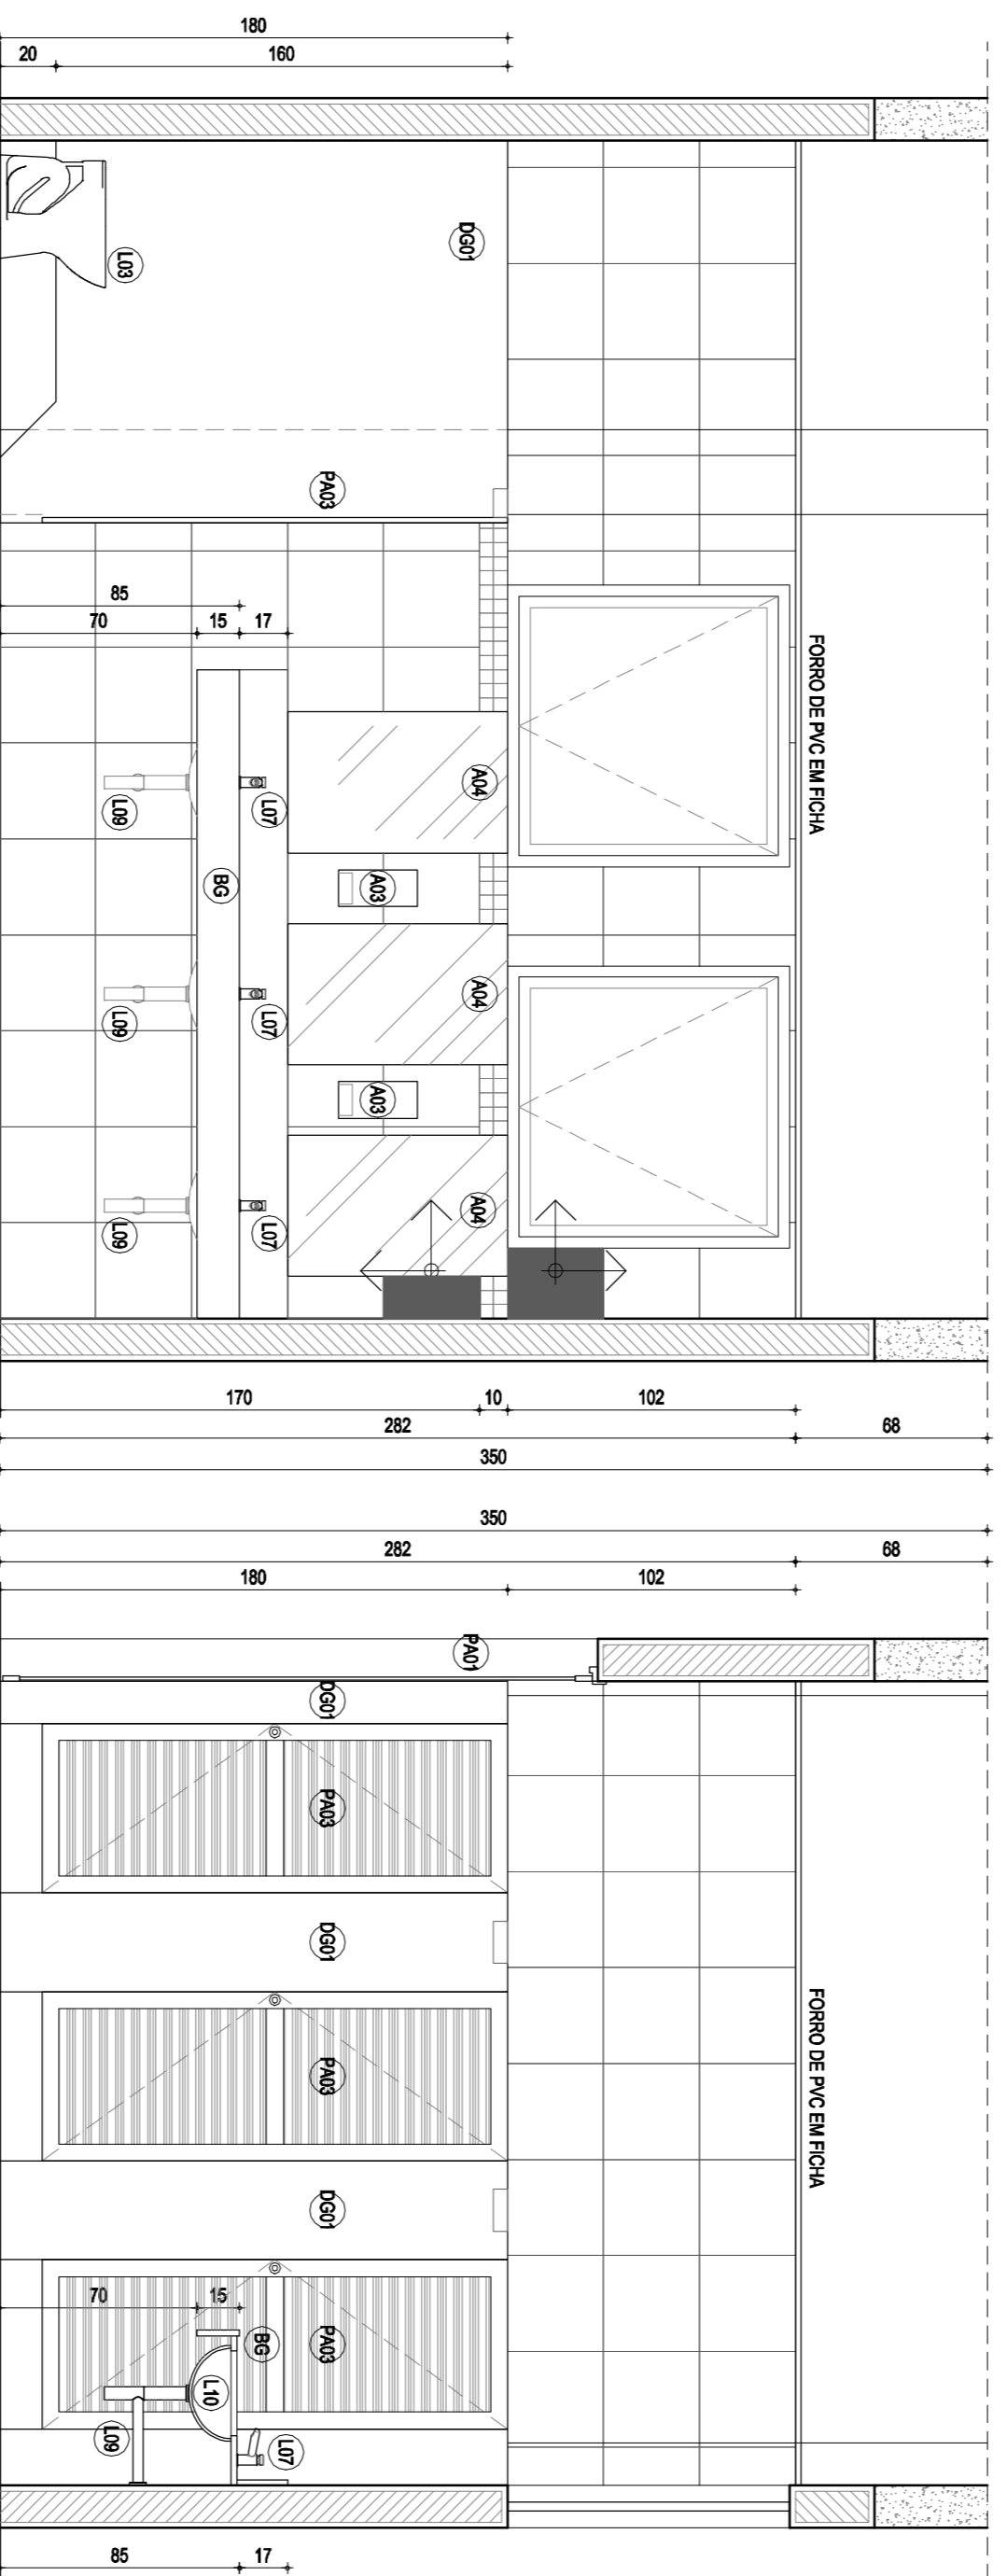 180
20
160
L03
DG01
PA03
85
70
15
17
FORRO DE PVC EM FICHA
A04
L07
L09
BG
A03
A04
L07
L09
A03
A04
L07
L09
170
10
102
282
68
350
350
282
68
180
102
PA01
DG01
PA03
DG01
FORRO DE PVC EM FICHA
PA03
DG01
70
15
BG
PA03
L10
L09
L07
85
17